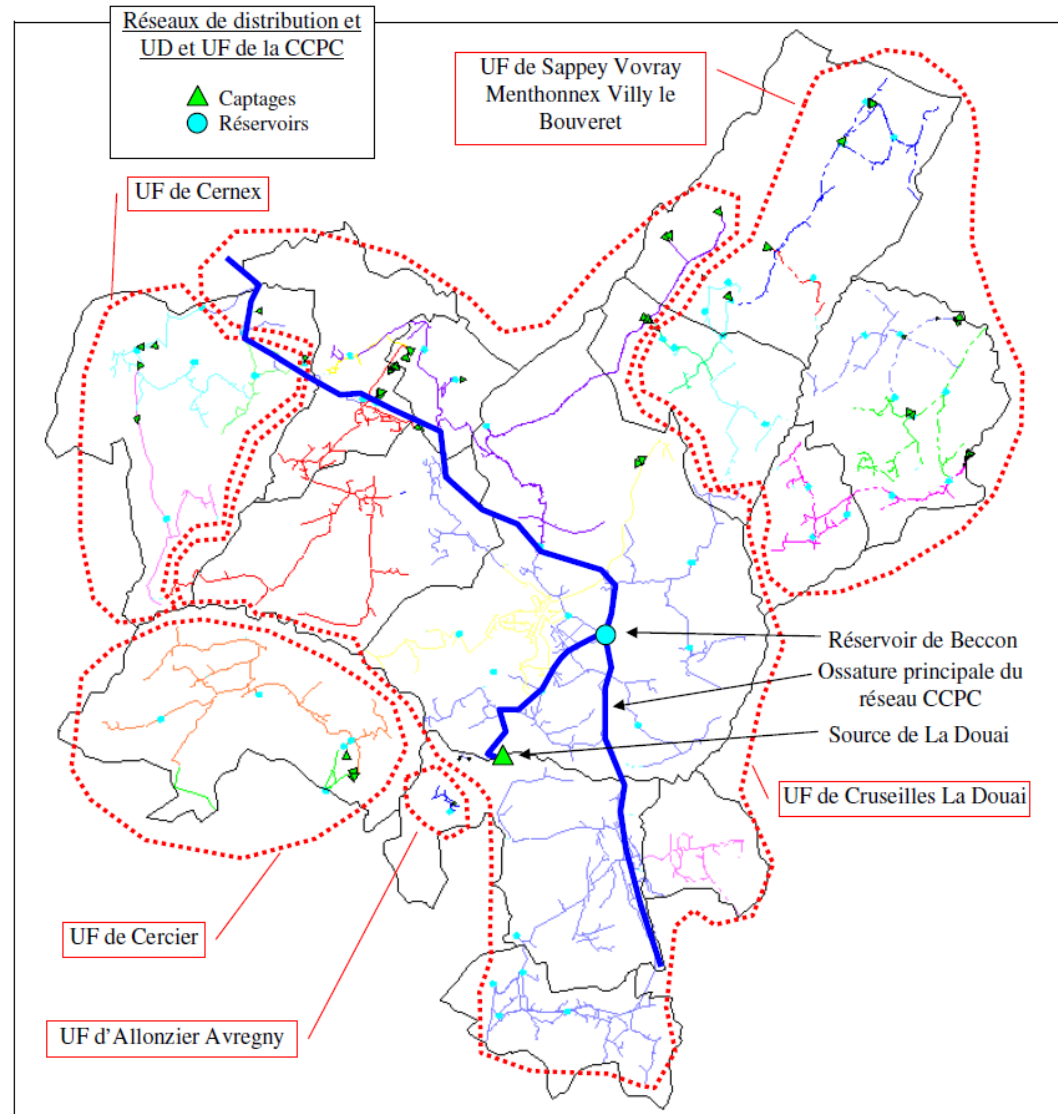 Réseaux de distribution et
UD et UF de la CCPC
Captages
Réservoirs
UF de Sappey Vovray
Menthonnex Villy le
Bouveret
UF de Cernex
Réservoir de Beccon
Ossature principale du
réseau CCPC
Source de La Douai
UF de Cruseilles La Douai
UF de Cercier
UF d'Allonzier Avregny